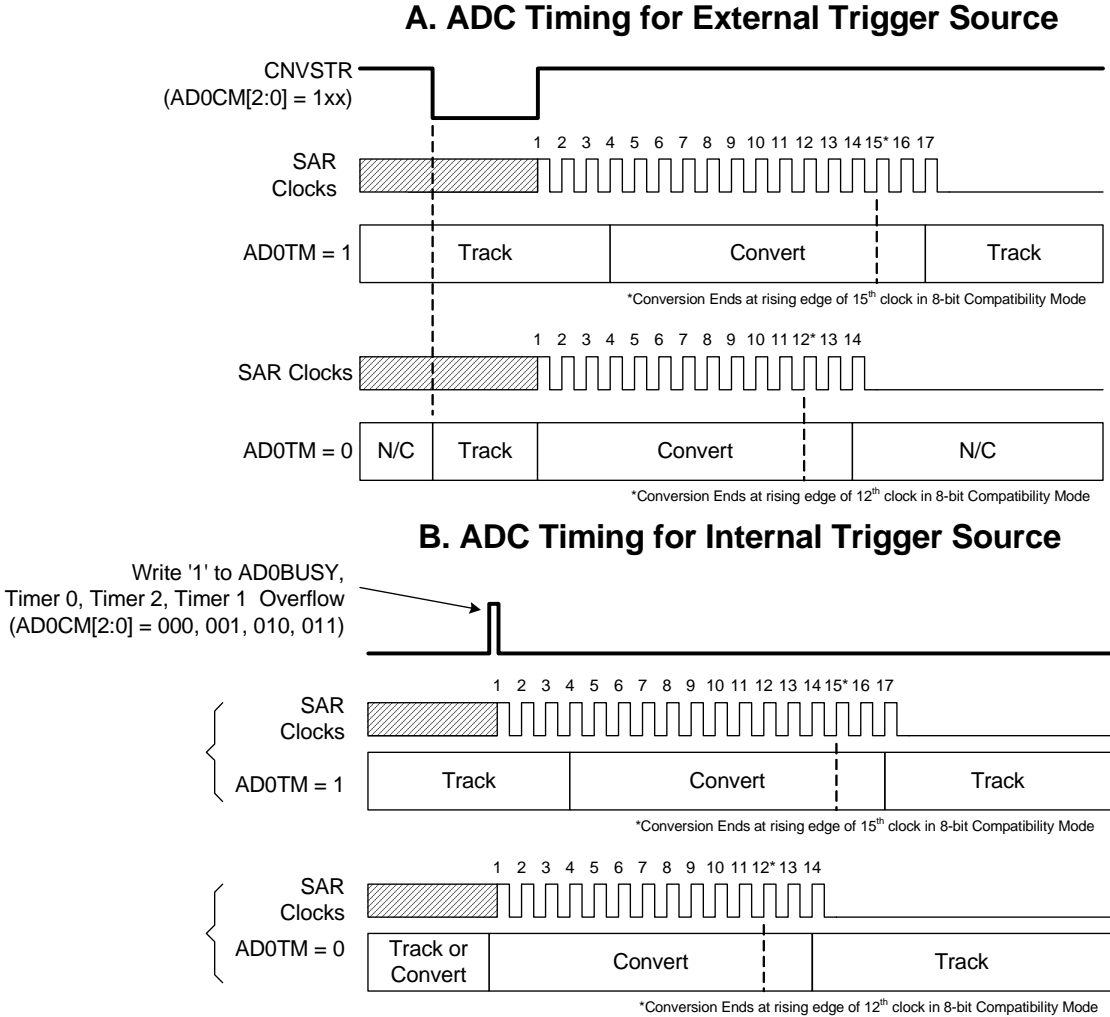 A. ADC Timing for External Trigger Source
CNVSTR
(AD0CM[2:0] = 1xx)
1 2 3 4 5 6 7 8 9 10 11 12 13 14 15* 16 17
SAR
Clocks
AD0TM = 1
Track
Convert
Track
*Conversion Ends at rising edge of 15th clock in 8-bit Compatibility Mode
1 2 3 4 5 6 7 8 9 10 11 12* 13 14
SAR Clocks
AD0TM = 0
N/C
Track
Convert
N/C
*Conversion Ends at rising edge of 12th clock in 8-bit Compatibility Mode
B. ADC Timing for Internal Trigger Source
Write '1' to AD0BUSY,
Timer 0, Timer 2, Timer 1 Overflow
(AD0CM[2:0] = 000, 001, 010, 011)
1 2 3 4 5 6 7 8 9 10 11 12 13 14 15* 16 17
SAR
Clocks
AD0TM = 1
Track
Convert
Track
*Conversion Ends at rising edge of 15th clock in 8-bit Compatibility Mode
1 2 3 4 5 6 7 8 9 10 11 12* 13 14
SAR
Clocks
AD0TM = 0
Track or
Convert
Convert
Track
*Conversion Ends at rising edge of 12th clock in 8-bit Compatibility Mode